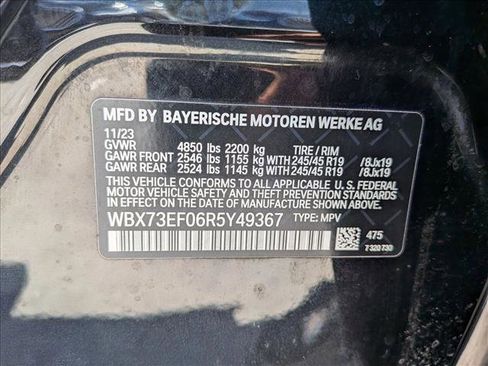 MFD BY BAYERISCHE MOTOREN WERKE AG
11/23
GVWR 4850 lbs 2200 kg TIRE / RIM
GAWR FRONT 2546 lbs 1155 kg WITH 245/45 R19 /8Jx19
GAWR REAR 2524 lbs 1145 kg WITH 245/45 R19 /8Jx19
THIS VEHICLE CONFORMS TO ALL APPLICABLE U. S. FEDERAL
MOTOR VEHICLE SAFETY AND THEFT PREVENTION STANDARDS
IN EFFECT ON THE DATE OF MANUFACTURE SHOWN ABOVE.
WBX73EF06R5Y49367 TYPE: MPV
475
7 320 730